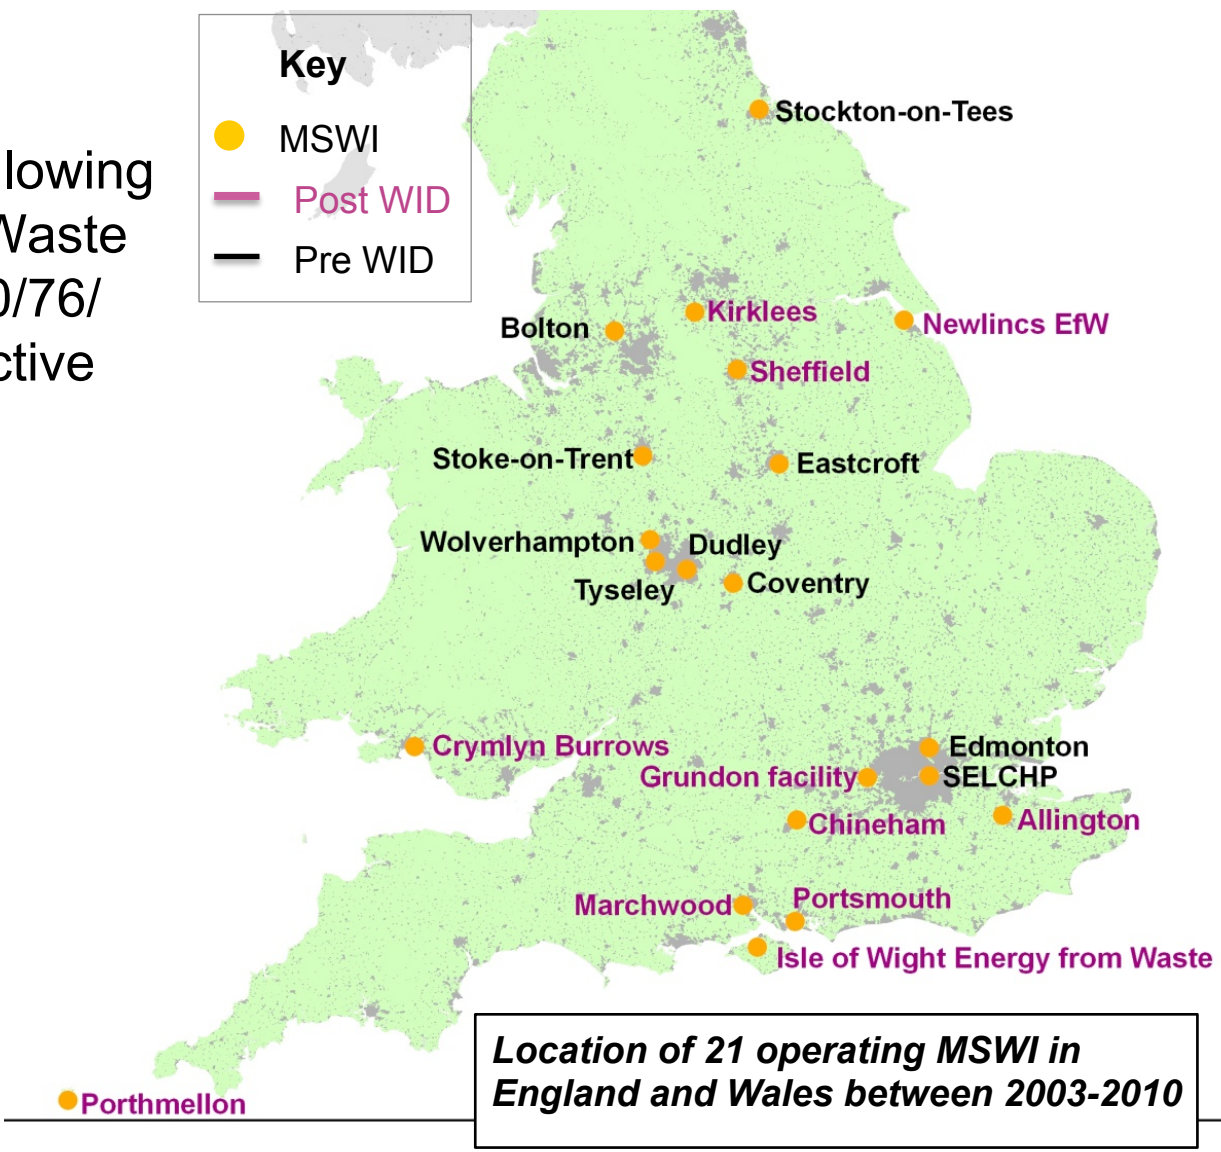 Key
MSWI
Post WID
Pre WID
lowing
Waste
0/76/
ctive
Stockton-on-Tees
Kirklees
Bolton
Newlincs EfW
Sheffield
Stoke-on-Trent
Eastcroft
Wolverhampton
Dudley
Tyseley
Coventry
Crymlyn Burrows
Edmonton
Grundon facility
SELCHP
Chineham
Allington
Marchwood
Portsmouth
Isle of Wight Energy from Waste
Porthmellon
Location of 21 operating MSWI in
England and Wales between 2003-2010